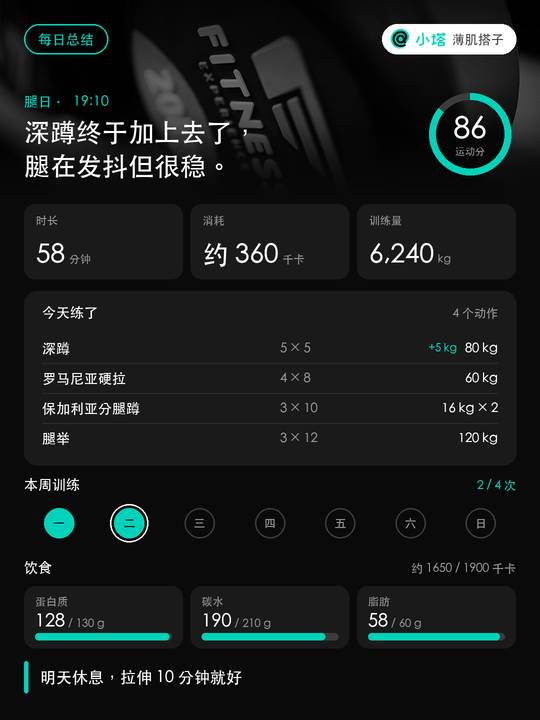 每日总结
小塔 薄肌搭子
FITNESS
腿日· 19:10
深蹲终于加上去了，
腿在发抖但很稳。
86
运动分
时长
58 分钟
消耗
约 360 千卡
训练量
6,240 kg
今天练了 4 个动作
深蹲 5×5 +5 kg 80 kg
罗马尼亚硬拉 4×8 60 kg
保加利亚分腿蹲 3×10 16 kg × 2
腿举 3×12 120 kg
本周训练 2 / 4 次
一 二 三 四 五 六 日
饮食 约 1650 / 1900 千卡
蛋白质
128 / 130 g
碳水
190 / 210 g
脂肪
58 / 60 g
明天休息，拉伸 10 分钟就好